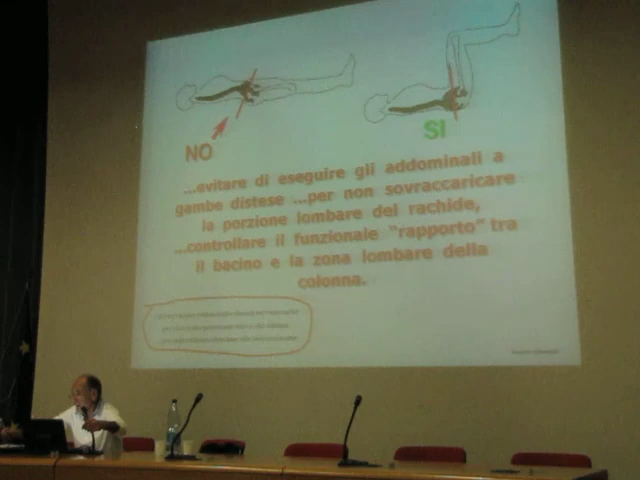 NO
SI
...evitare di eseguire gli addominali a
gambe distese ...per non sovraccaricare
la porzione lombare del rachide,
...controllare il funzionale "rapporto" tra
il bacino e la zona lombare della
colonna.